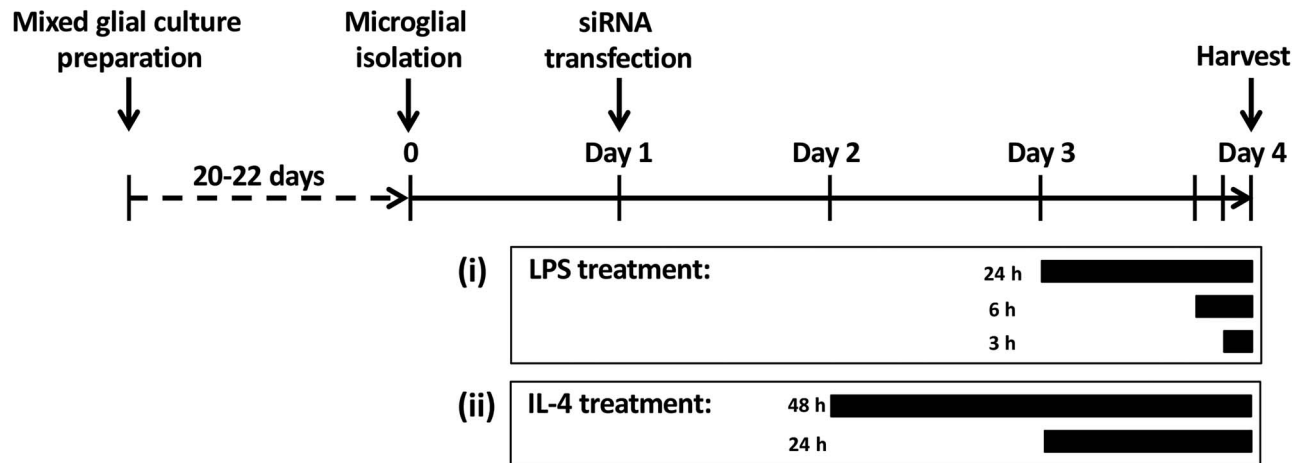 Mixed glial culture
preparation
Microglial
isolation
siRNA
transfection
Harvest
0
Day 1
Day 2
Day 3
Day 4
20-22 days
(i)
LPS treatment:
24 h
6 h
3 h
(ii)
IL-4 treatment:
48 h
24 h